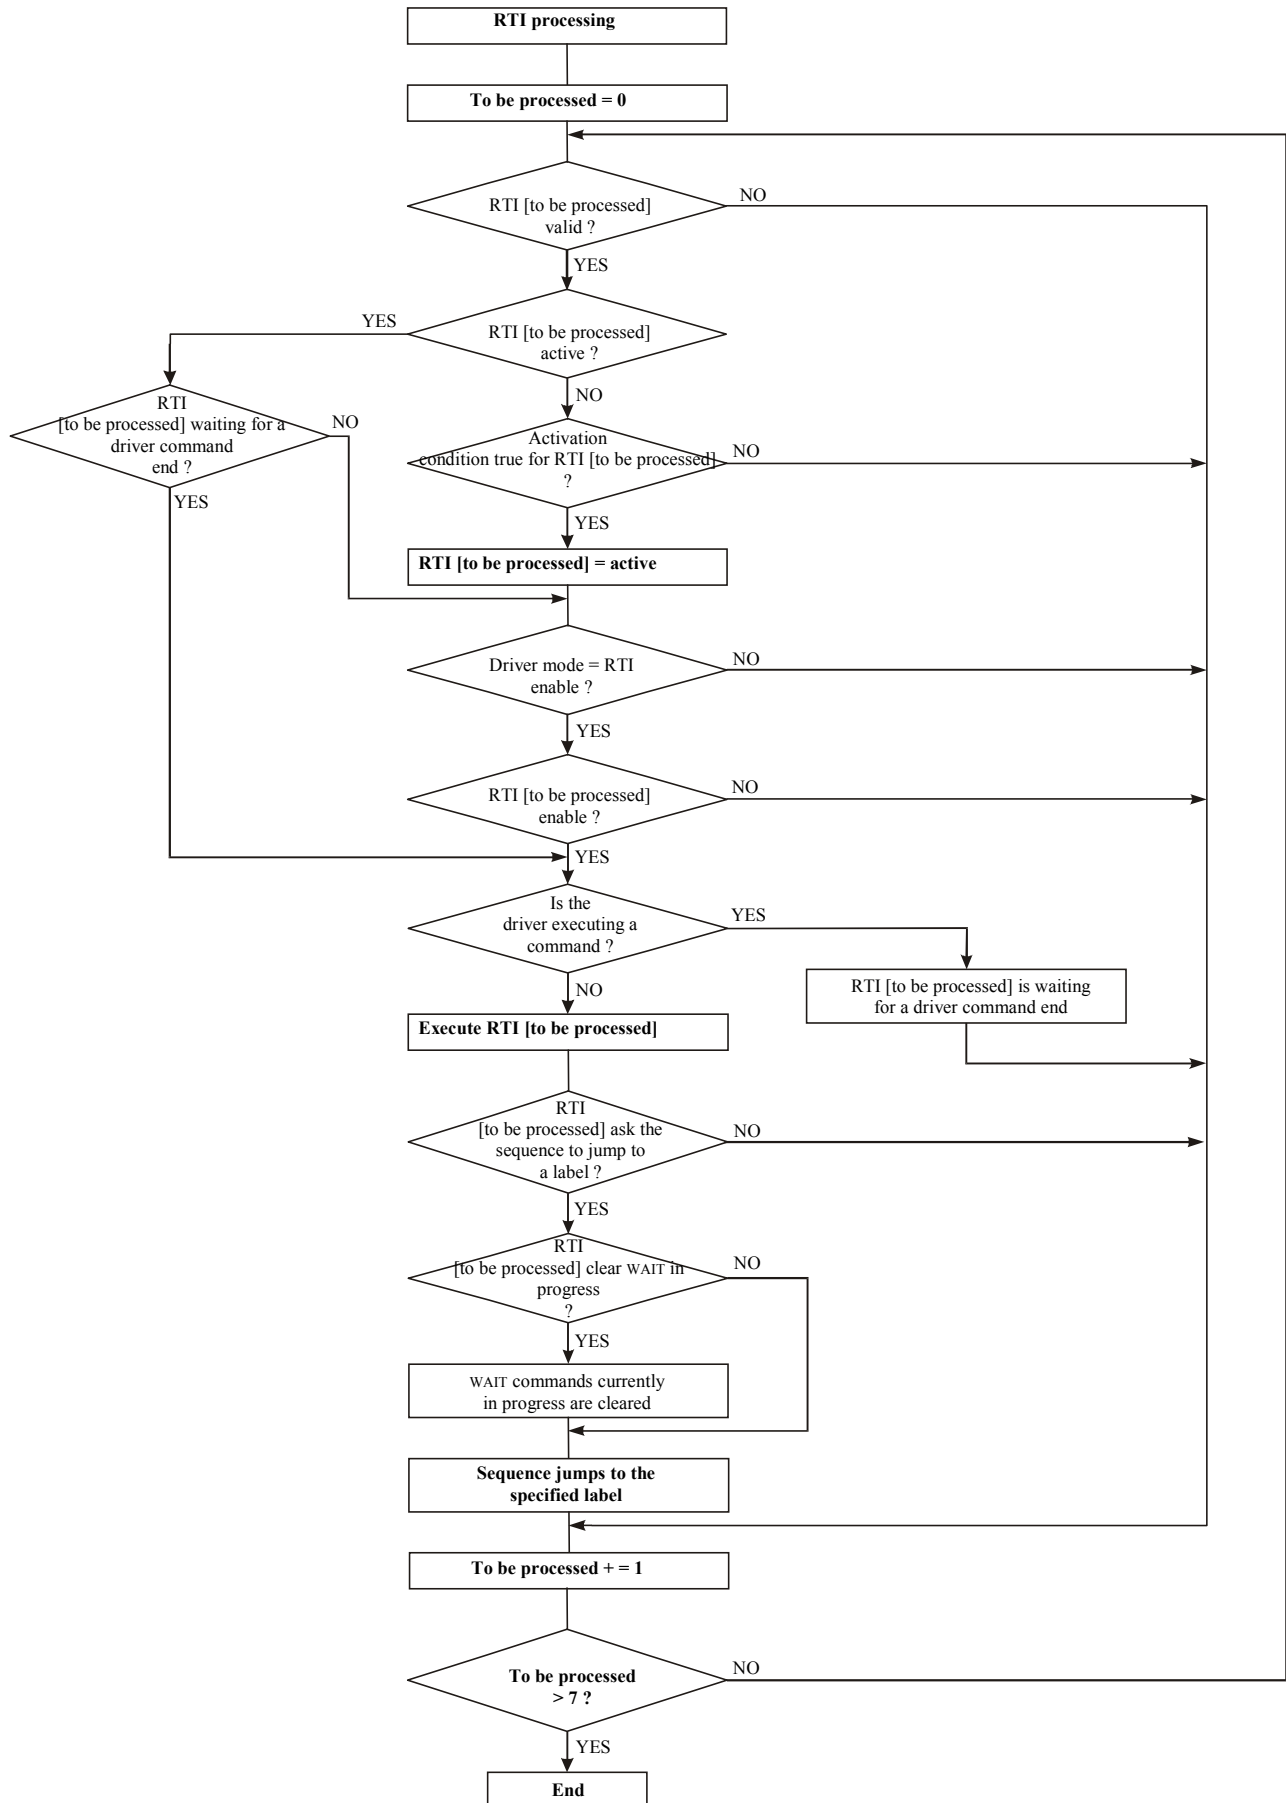 RTI processing
To be processed = 0
RTI [to be processed]
valid ?
NO
YES
RTI [to be processed]
active ?
YES
NO
RTI
[to be processed] waiting for a
driver command
end ?
NO
YES
Activation
condition true for RTI [to be processed]
?
NO
YES
RTI [to be processed] = active
Driver mode = RTI
enable ?
NO
YES
RTI [to be processed]
enable ?
NO
YES
Is the
driver executing a
command ?
YES
NO
RTI [to be processed] is waiting
for a driver command end
Execute RTI [to be processed]
RTI
[to be processed] ask the
sequence to jump to
a label ?
NO
YES
RTI
[to be processed] clear WAIT in
progress
?
NO
YES
WAIT commands currently
in progress are cleared
Sequence jumps to the
specified label
To be processed + = 1
To be processed
> 7 ?
NO
YES
End